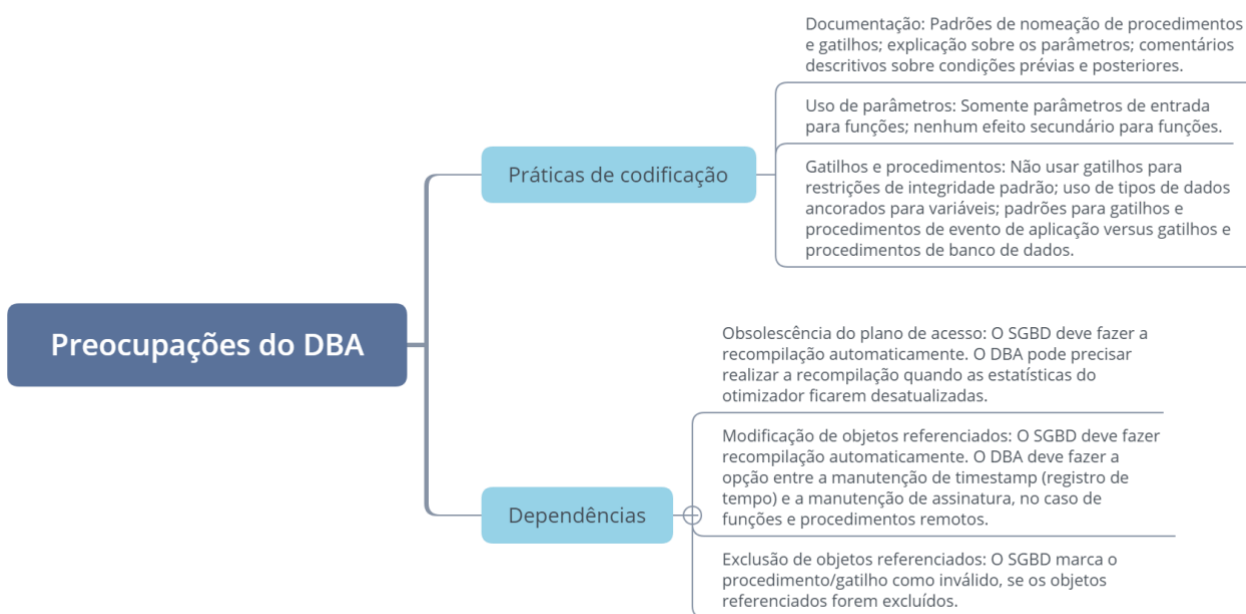 Documentação: Padrões de nomeação de procedimentos
e gatilhos; explicação sobre os parâmetros; comentários
descritivos sobre condições prévias e posteriores.
Uso de parâmetros: Somente parâmetros de entrada
para funções; nenhum efeito secundário para funções.
Práticas de codificação
Gatilhos e procedimentos: Não usar gatilhos para
restrições de integridade padrão; uso de tipos de dados
ancorados para variáveis; padrões para gatilhos e
procedimentos de evento de aplicação versus gatilhos e
procedimentos de banco de dados.
Preocupações do DBA
Obsolescência do plano de acesso: O SGBD deve fazer a
recompilação automaticamente. O DBA pode precisar
realizar a recompilação quando as estatísticas do
otimizador ficarem desatualizadas.
Modificação de objetos referenciados: O SGBD deve fazer
recompilação automaticamente. O DBA deve fazer a
opção entre a manutenção de timestamp (registro de
tempo) e a manutenção de assinatura, no caso de
funções e procedimentos remotos.
Dependências
Exclusão de objetos referenciados: O SGBD marca o
procedimento/gatilho como inválido, se os objetos
referenciados forem excluídos.